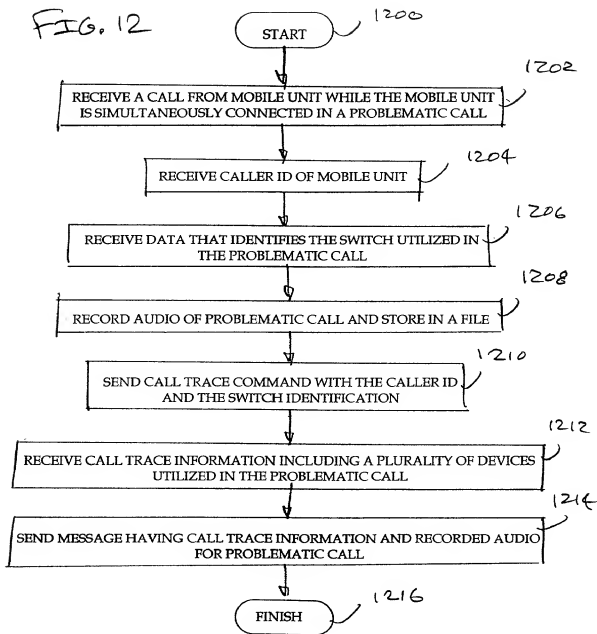 FIG. 12
START
1200
1202
RECEIVE A CALL FROM MOBILE UNIT WHILE THE MOBILE UNIT
IS SIMULTANEOUSLY CONNECTED IN A PROBLEMATIC CALL
1204
RECEIVE CALLER ID OF MOBILE UNIT
1206
RECEIVE DATA THAT IDENTIFIES THE SWITCH UTILIZED IN
THE PROBLEMATIC CALL
1208
RECORD AUDIO OF PROBLEMATIC CALL AND STORE IN A FILE
1210
SEND CALL TRACE COMMAND WITH THE CALLER ID
AND THE SWITCH IDENTIFICATION
1212
RECEIVE CALL TRACE INFORMATION INCLUDING A PLURALITY OF DEVICES
UTILIZED IN THE PROBLEMATIC CALL
1214
SEND MESSAGE HAVING CALL TRACE INFORMATION AND RECORDED AUDIO
FOR PROBLEMATIC CALL
1216
FINISH